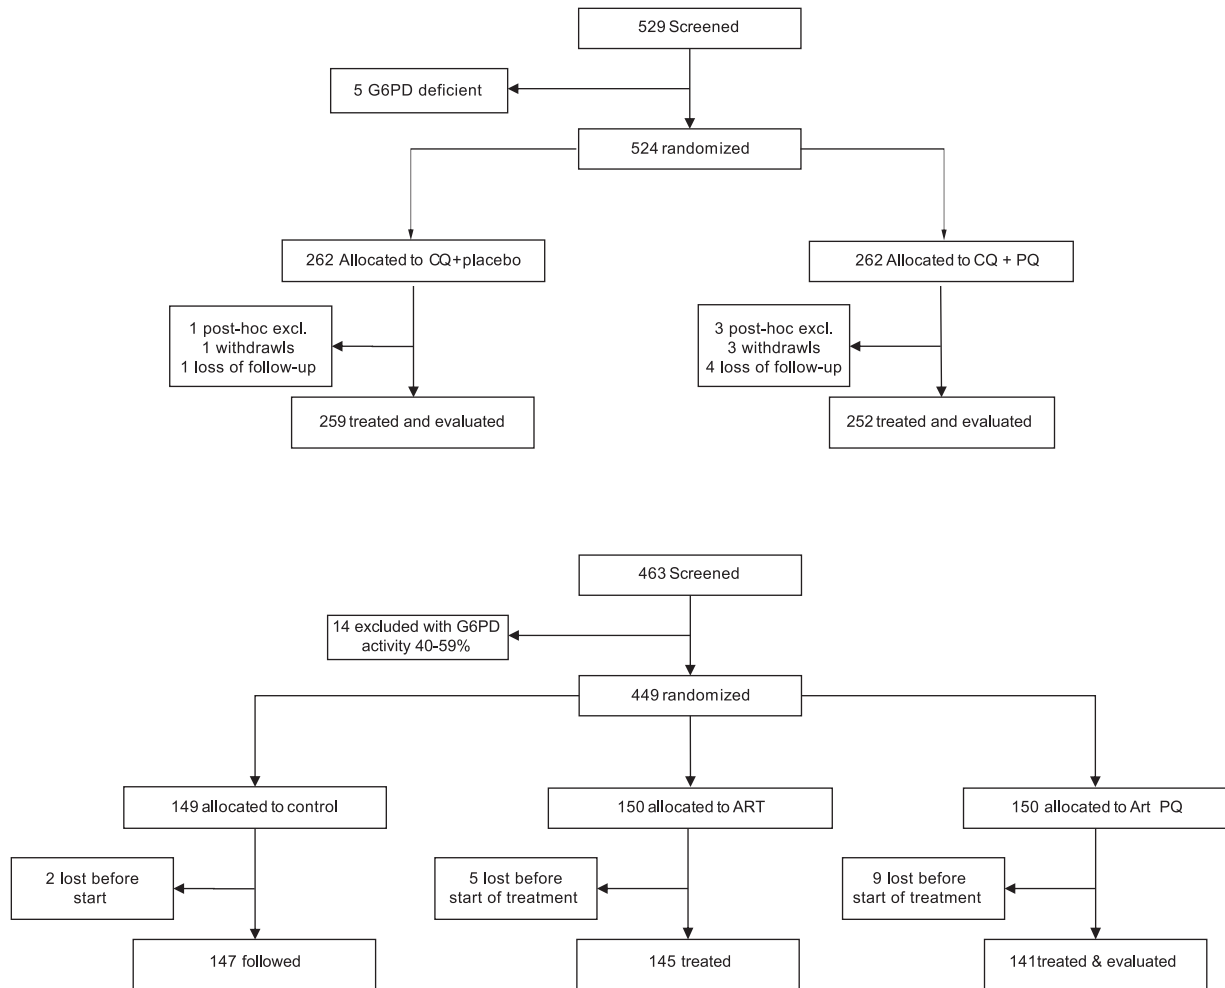 529 Screened
5 G6PD deficient
524 randomized
262 Allocated to CQ+placebo
262 Allocated to CQ + PQ
1 post-hoc excl.
1 withdrawls
1 loss of follow-up
3 post-hoc excl.
3 withdrawls
4 loss of follow-up
259 treated and evaluated
252 treated and evaluated
463 Screened
14 excluded with G6PD
activity 40-59%
449 randomized
149 allocated to control
150 allocated to ART
150 allocated to Art PQ
2 lost before
start
5 lost before
start of treatment
9 lost before
start of treatment
147 followed
145 treated
141treated & evaluated